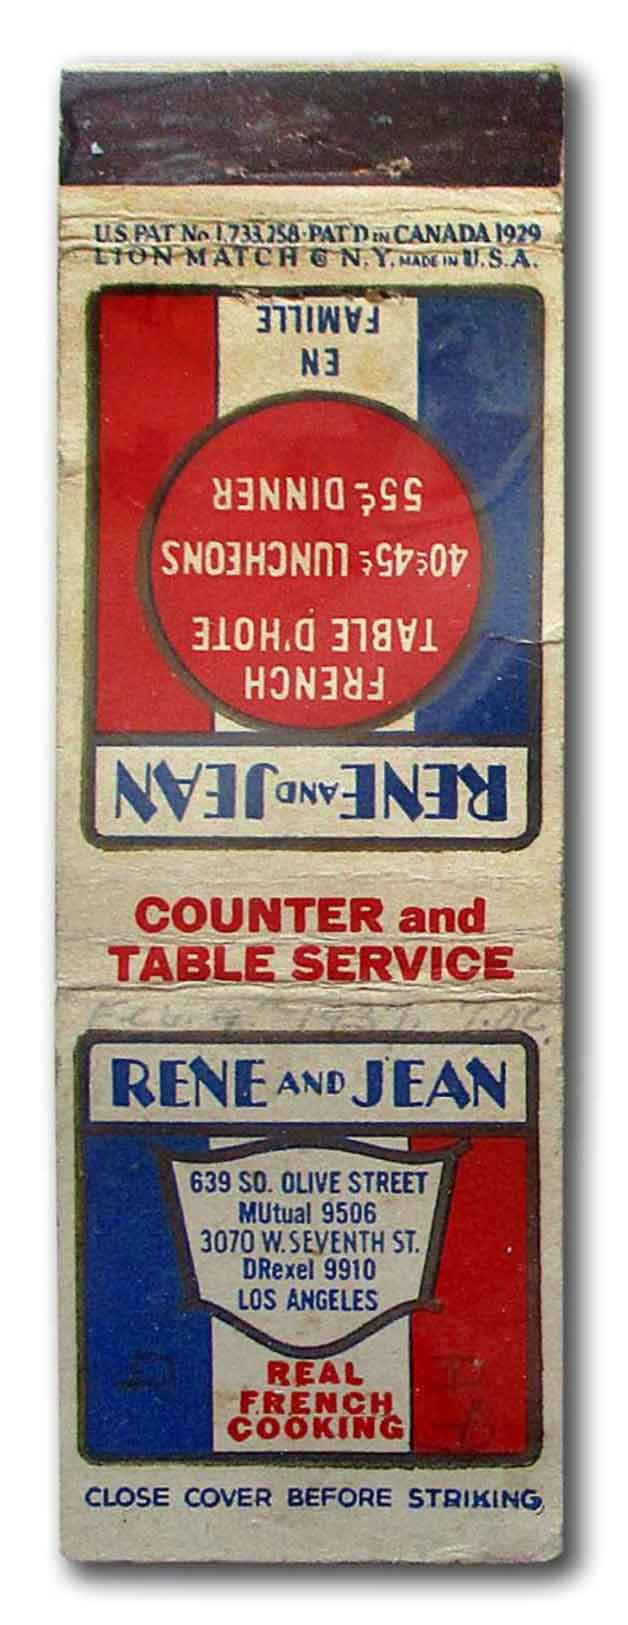 U.S PAT No 1,733,258·PAT'D IN CANADA 1929
LION MATCH Co N.Y. MADE IN U.S.A.
RENE AND JEAN
FRENCH
TABLE D'HOTE
40¢ 45¢ LUNCHEONS
55¢ DINNER
EN
FAMILLE
COUNTER and
TABLE SERVICE
RENE AND JEAN
639 SO. OLIVE STREET
MUtual 9506
3070 W. SEVENTH ST.
DRexel 9910
LOS ANGELES
REAL
FRENCH
COOKING
CLOSE COVER BEFORE STRIKING